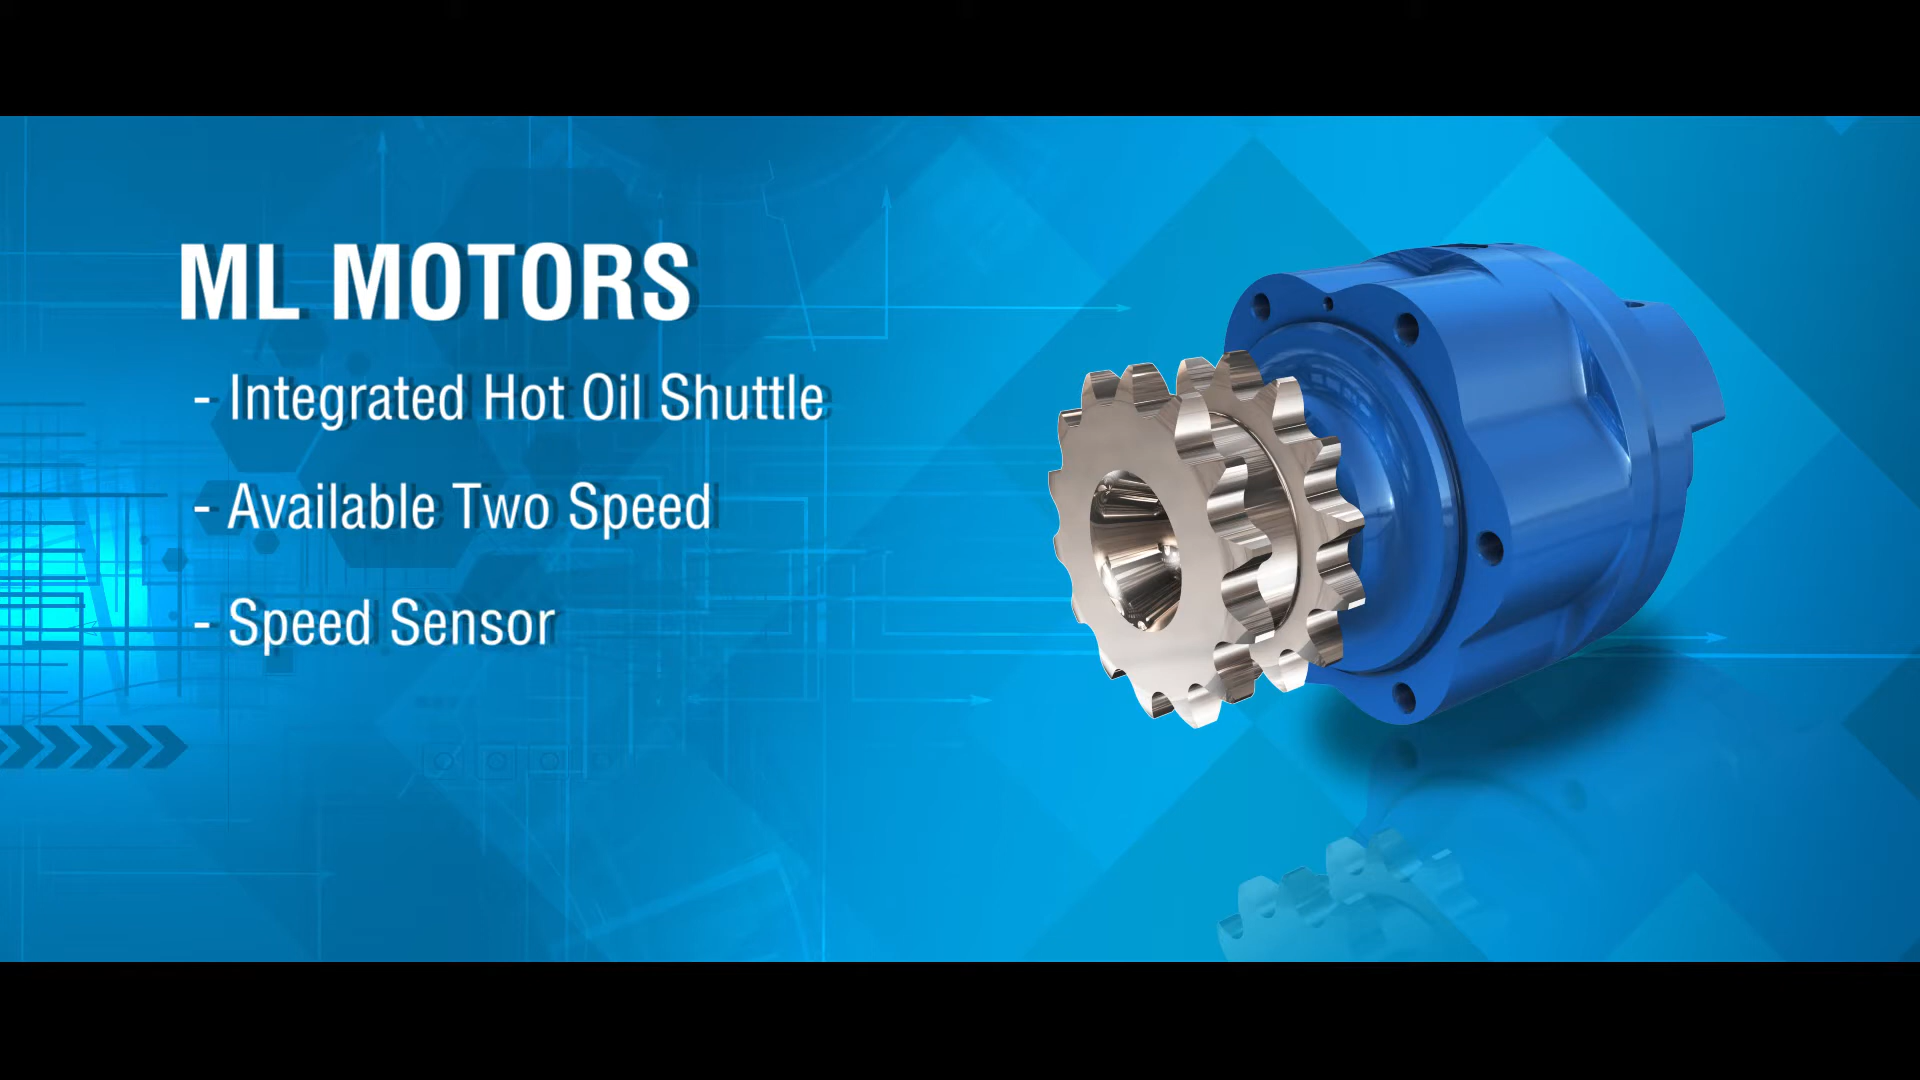 ML MOTORS
- Integrated Hot Oil Shuttle
- Available Two Speed
- Speed Sensor